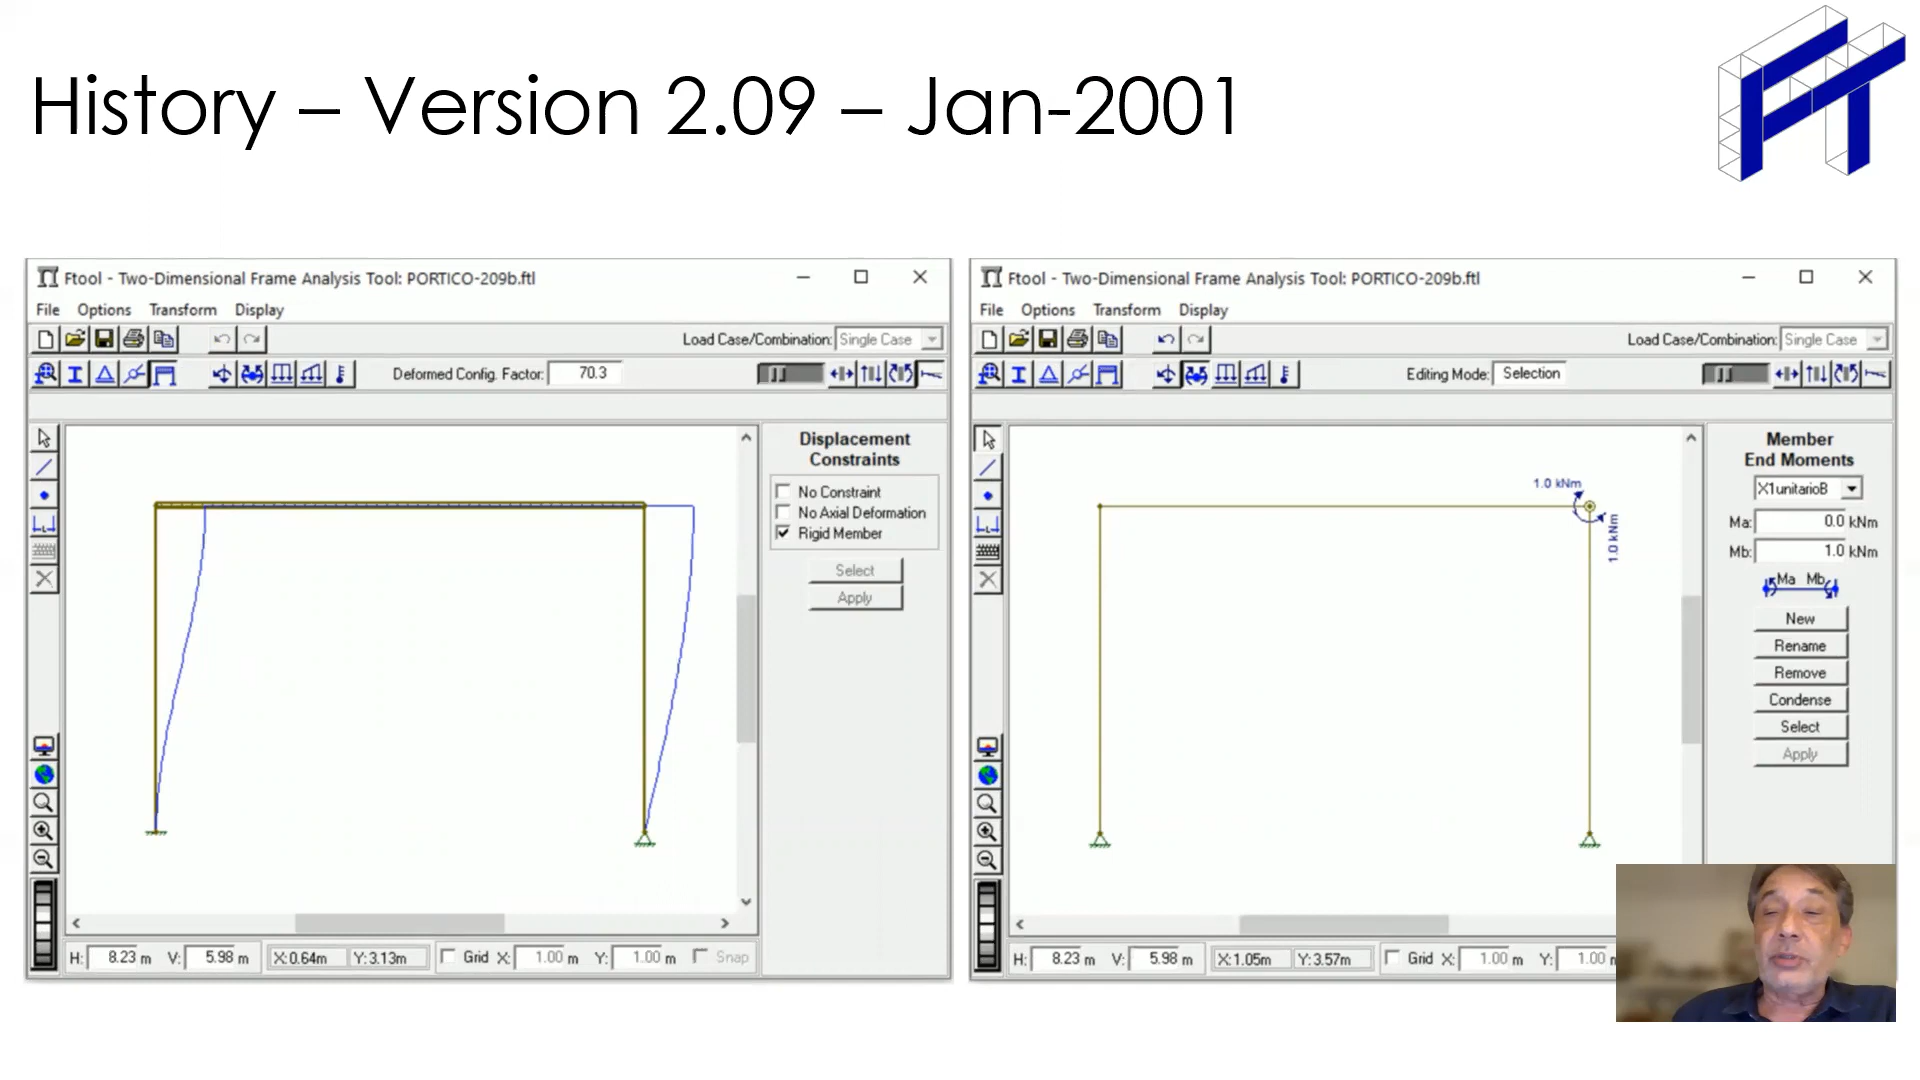 History – Version 2.09 – Jan-2001
Ftool - Two-Dimensional Frame Analysis Tool: PORTICO-209b.ftl
File Options Transform Display
Load Case/Combination: Single Case
Deformed Config. Factor: 70.3
Displacement
Constraints
No Constraint
No Axial Deformation
Rigid Member
Select
Apply
H: 8.23 m V: 5.98 m X:0.64m Y:3.13m Grid X: 1.00 m Y: 1.00 m Snap
Ftool - Two-Dimensional Frame Analysis Tool: PORTICO-209b.ftl
File Options Transform Display
Load Case/Combination: Single Case
Editing Mode: Selection
1.0 kNm
1.0 kNm
Member
End Moments
X1unitarioB
Ma: 0.0 kNm
Mb: 1.0 kNm
Ma Mb
New
Rename
Remove
Condense
Select
Apply
H: 8.23 m V: 5.98 m X:1.05m Y:3.57m Grid X: 1.00 m Y: 1.00